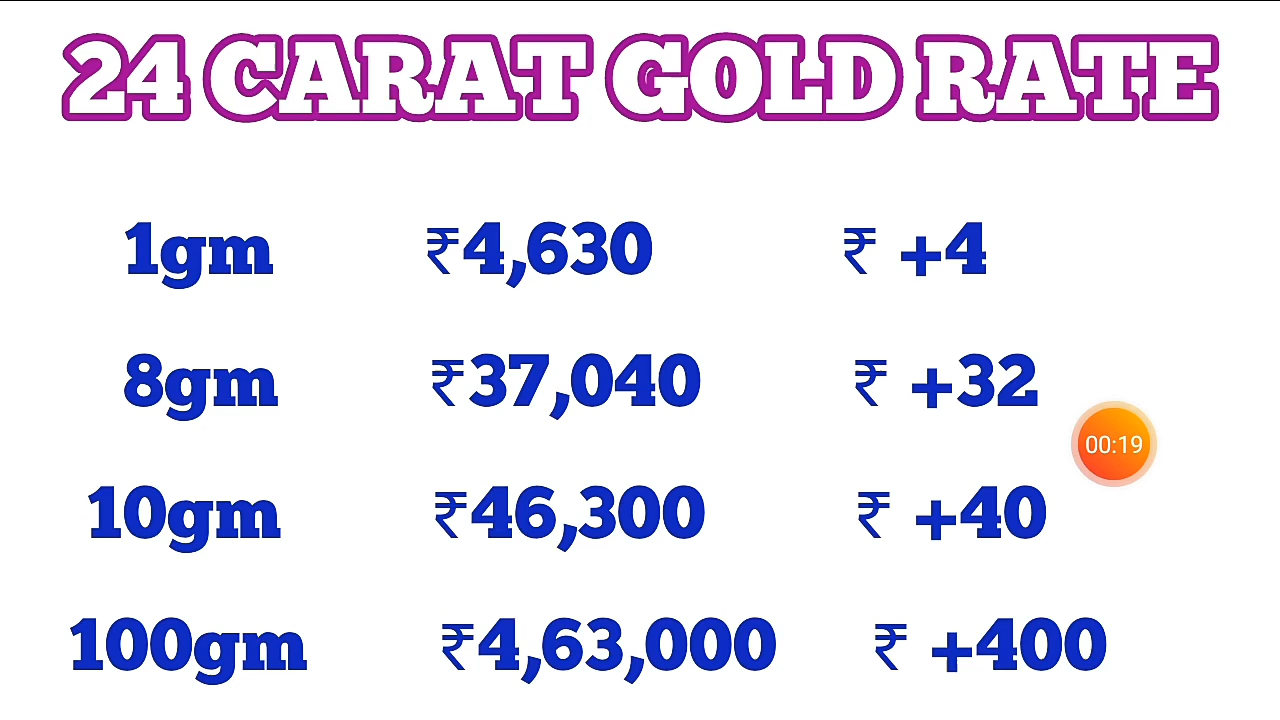 24 CARAT GOLD RATE
1gm ₹4,630 ₹ +4
8gm ₹37,040 ₹ +32
00:19
10gm ₹46,300 ₹ +40
100gm ₹4,63,000 ₹ +400